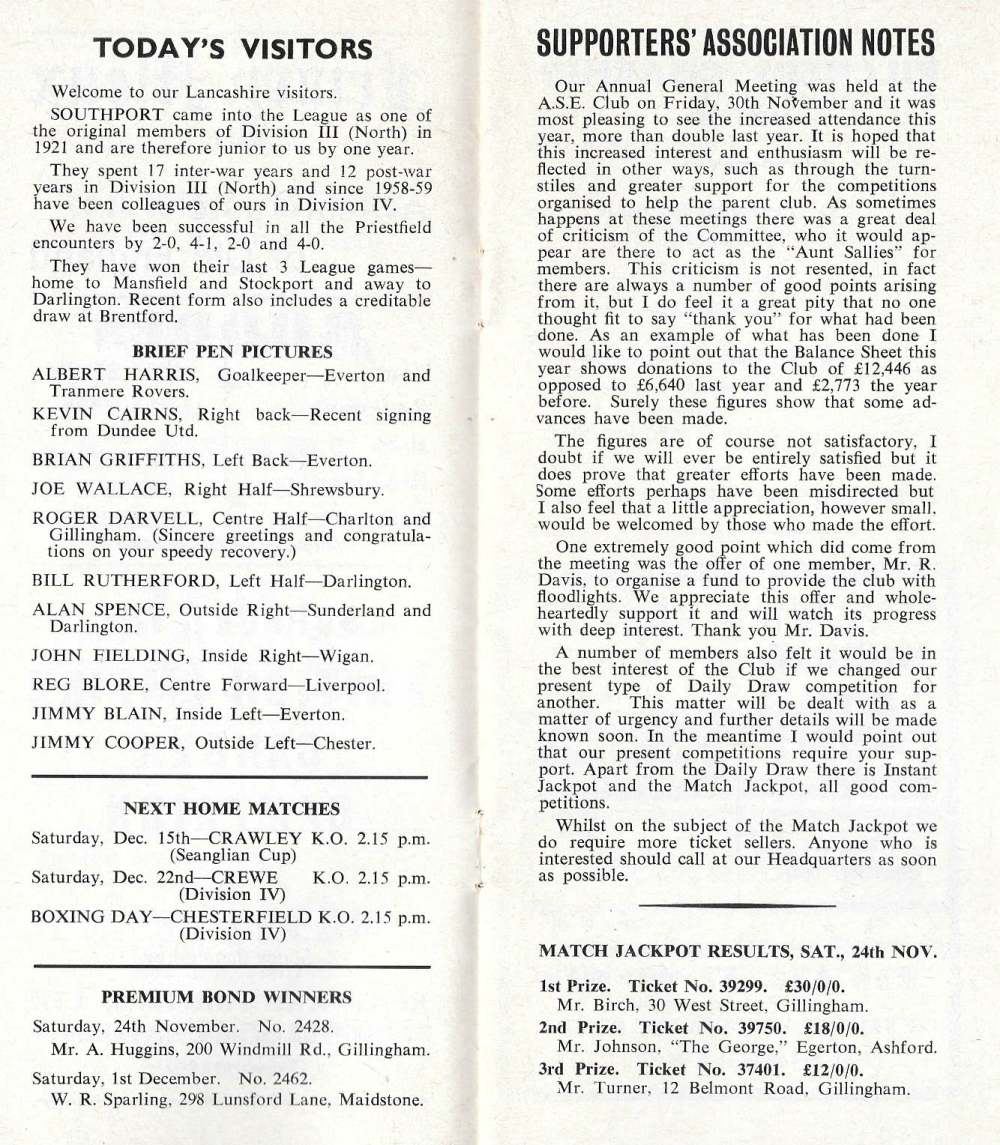 TODAY'S VISITORS
Welcome to our Lancashire visitors.
SOUTHPORT came into the League as one of
the original members of Division III (North) in
1921 and are therefore junior to us by one year.
They spent 17 inter-war years and 12 post-war
years in Division III (North) and since 1958-59
have been colleagues of ours in Division IV.
We have been successful in all the Priestfield
encounters by 2-0, 4-1, 2-0 and 4-0.
They have won their last 3 League games—
home to Mansfield and Stockport and away to
Darlington. Recent form also includes a creditable
draw at Brentford.
BRIEF PEN PICTURES
ALBERT HARRIS, Goalkeeper—Everton and
Tranmere Rovers.
KEVIN CAIRNS, Right back—Recent signing
from Dundee Utd.
BRIAN GRIFFITHS, Left Back—Everton.
JOE WALLACE, Right Half—Shrewsbury.
ROGER DARVELL, Centre Half—Charlton and
Gillingham. (Sincere greetings and congratula-
tions on your speedy recovery.)
BILL RUTHERFORD, Left Half—Darlington.
ALAN SPENCE, Outside Right—Sunderland and
Darlington.
JOHN FIELDING, Inside Right—Wigan.
REG BLORE, Centre Forward—Liverpool.
JIMMY BLAIN, Inside Left—Everton.
JIMMY COOPER, Outside Left—Chester.
NEXT HOME MATCHES
Saturday, Dec. 15th—CRAWLEY K.O. 2.15 p.m.
(Seanglian Cup)
Saturday, Dec. 22nd—CREWE K.O. 2.15 p.m.
(Division IV)
BOXING DAY—CHESTERFIELD K.O. 2.15 p.m.
(Division IV)
PREMIUM BOND WINNERS
Saturday, 24th November. No. 2428.
Mr. A. Huggins, 200 Windmill Rd., Gillingham.
Saturday, 1st December. No. 2462.
W. R. Sparling, 298 Lunsford Lane, Maidstone.
SUPPORTERS' ASSOCIATION NOTES
Our Annual General Meeting was held at the
A.S.E. Club on Friday, 30th November and it was
most pleasing to see the increased attendance this
year, more than double last year. It is hoped that
this increased interest and enthusiasm will be re-
flected in other ways, such as through the turn-
stiles and greater support for the competitions
organised to help the parent club. As sometimes
happens at these meetings there was a great deal
of criticism of the Committee, who it would ap-
pear are there to act as the "Aunt Sallies" for
members. This criticism is not resented, in fact
there are always a number of good points arising
from it, but I do feel it a great pity that no one
thought fit to say "thank you" for what had been
done. As an example of what has been done I
would like to point out that the Balance Sheet this
year shows donations to the Club of £12,446 as
opposed to £6,640 last year and £2,773 the year
before. Surely these figures show that some ad-
vances have been made.
The figures are of course not satisfactory, I
doubt if we will ever be entirely satisfied but it
does prove that greater efforts have been made.
Some efforts perhaps have been misdirected but
I also feel that a little appreciation, however small,
would be welcomed by those who made the effort.
One extremely good point which did come from
the meeting was the offer of one member, Mr. R.
Davis, to organise a fund to provide the club with
floodlights. We appreciate this offer and whole-
heartedly support it and will watch its progress
with deep interest. Thank you Mr. Davis.
A number of members also felt it would be in
the best interest of the Club if we changed our
present type of Daily Draw competition for
another. This matter will be dealt with as a
matter of urgency and further details will be made
known soon. In the meantime I would point out
that our present competitions require your sup-
port. Apart from the Daily Draw there is Instant
Jackpot and the Match Jackpot, all good com-
petitions.
Whilst on the subject of the Match Jackpot we
do require more ticket sellers. Anyone who is
interested should call at our Headquarters as soon
as possible.
MATCH JACKPOT RESULTS, SAT., 24th NOV.
1st Prize. Ticket No. 39299. £30/0/0.
Mr. Birch, 30 West Street, Gillingham.
2nd Prize. Ticket No. 39750. £18/0/0.
Mr. Johnson, "The George," Egerton, Ashford.
3rd Prize. Ticket No. 37401. £12/0/0.
Mr. Turner, 12 Belmont Road, Gillingham.